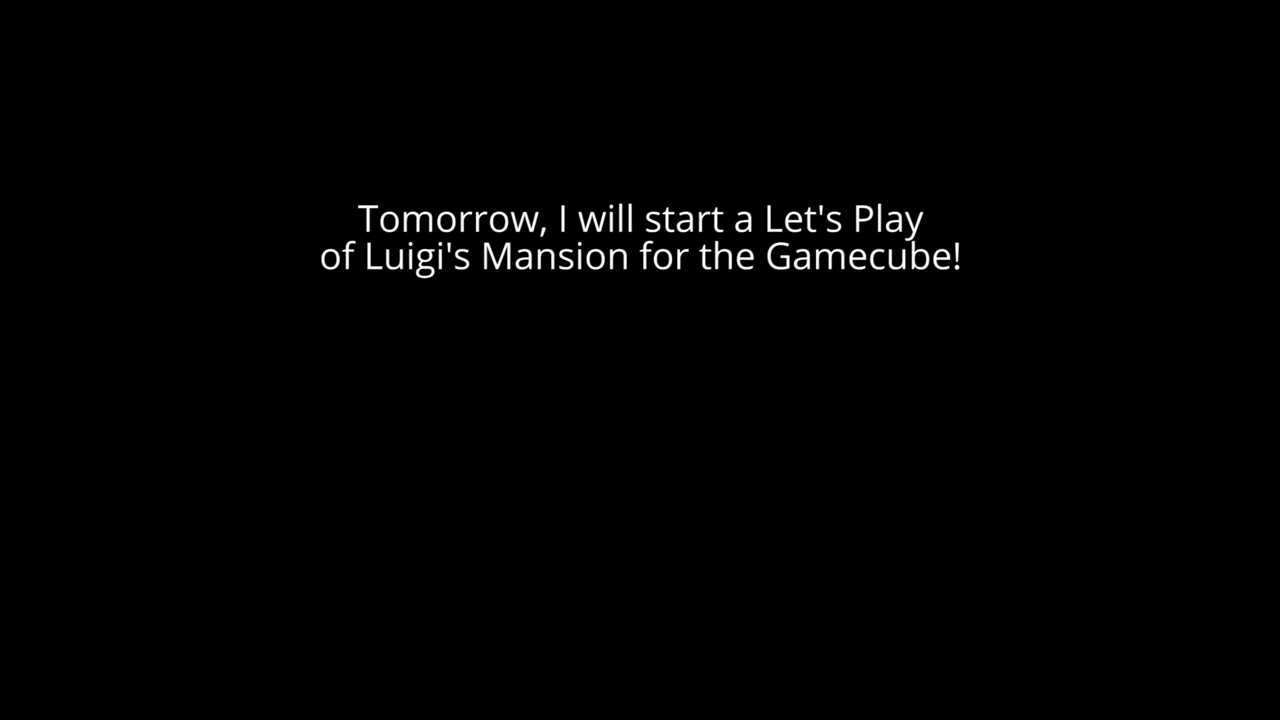 Tomorrow, I will start a Let's Play
of Luigi's Mansion for the Gamecube!